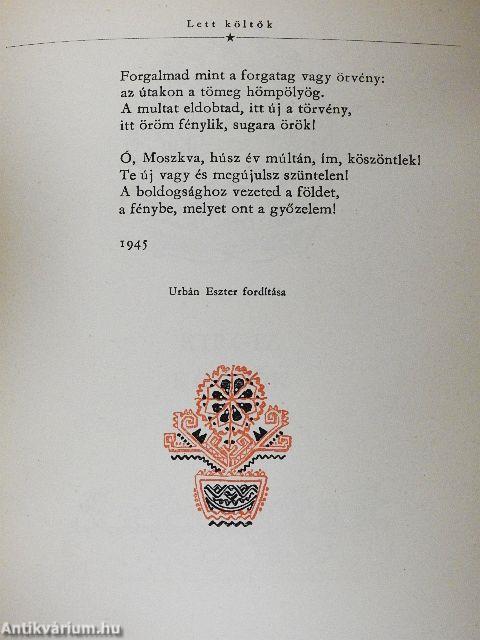 Lett költők
Forgalmad mint a forgatag vagy örvény:
az útakon a tömeg hömpölyög.
A multat eldobtad, itt új a törvény,
itt öröm fénylik, sugara örök!
Ó, Moszkva, húsz év múltán, ím, köszöntlek!
Te új vagy és megújulsz szüntelen!
A boldogsághoz vezeted a földet,
a fénybe, melyet ont a győzelem!
1945
Urbán Eszter fordítása
Antikvárium.hu